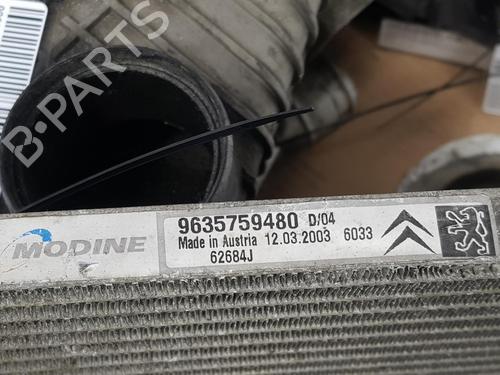 B-PARTS
MODINE
9635759480 D/04
Made in Austria 12.03.2003 6033
62684J